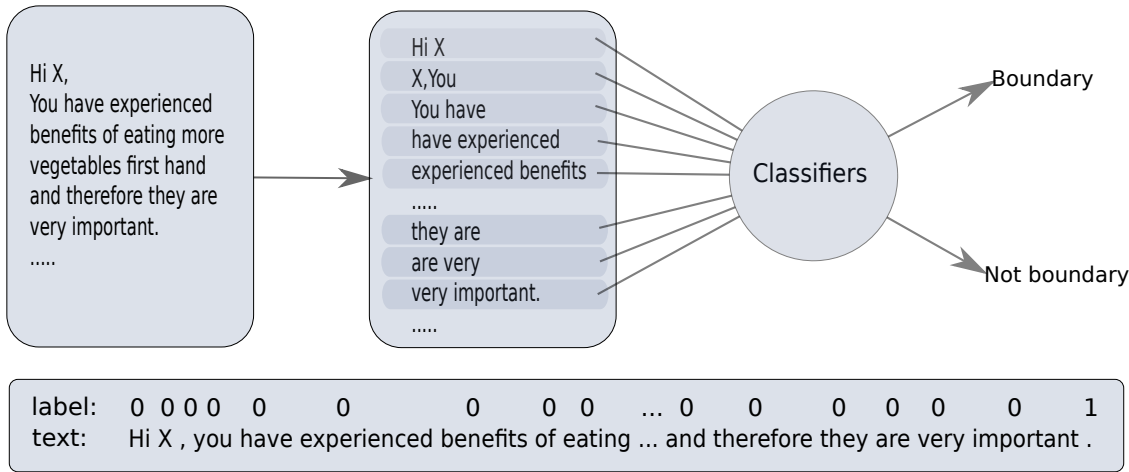 Hi X,
You have experienced
benefits of eating more
vegetables first hand
and therefore they are
very important.
.....
Hi X
X,You
You have
have experienced
experienced benefits
.....
they are
are very
very important.
.....
Classifiers
Boundary
Not boundary
label: 0 0 0 0 0 0 0 0 0 ... 0 0 0 0 0 0 1
text: Hi X , you have experienced benefits of eating ... and therefore they are very important .